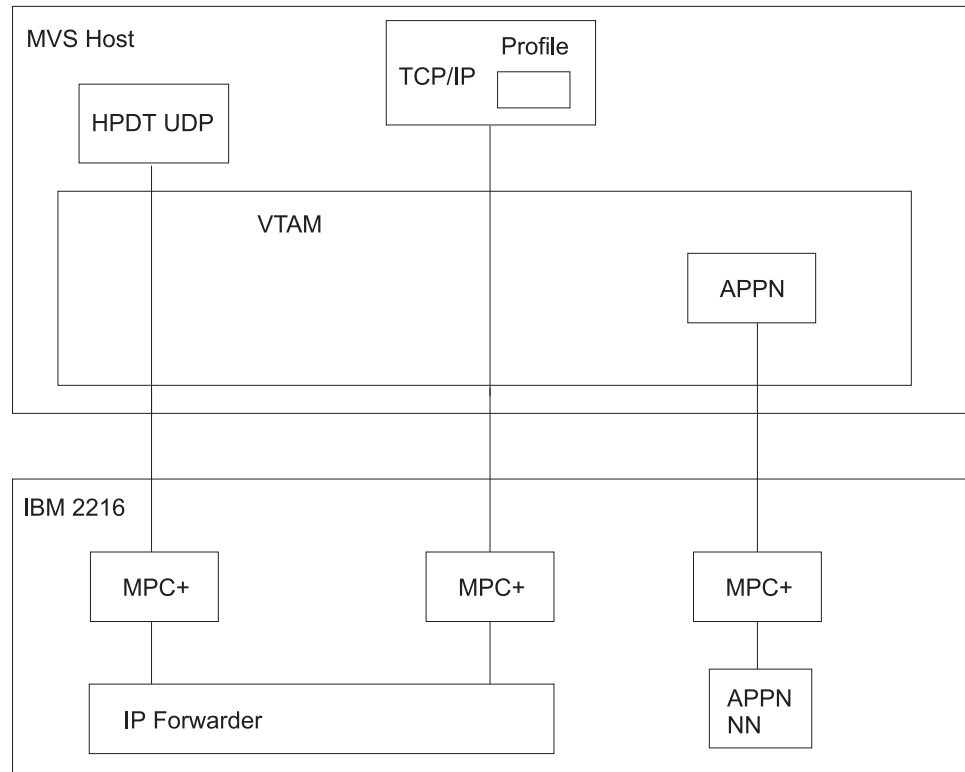 MVS Host
Profile
TCP/IP
HPDT UDP
VTAM
APPN
IBM 2216
MPC+
MPC+
MPC+
IP Forwarder
APPN
NN